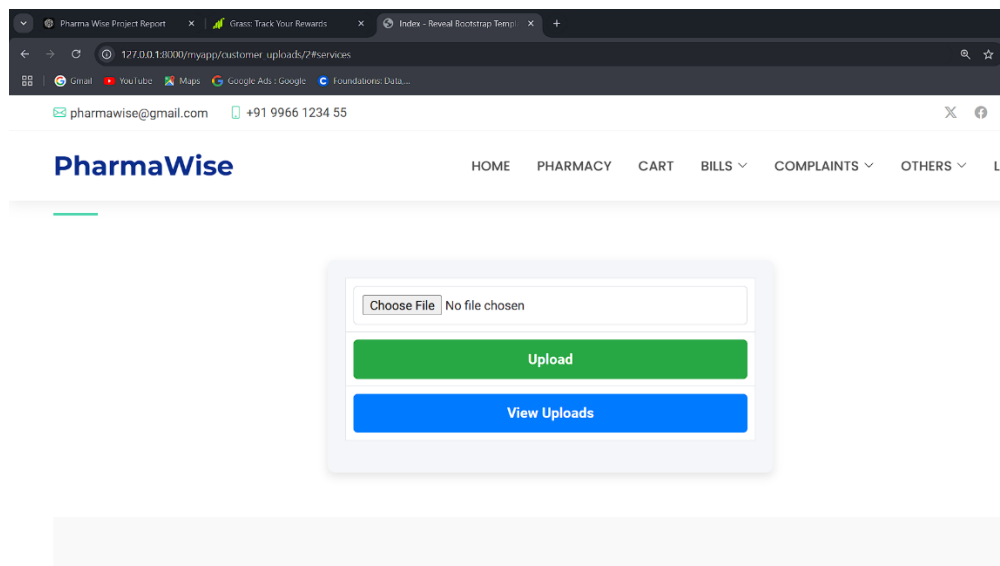 Pharma Wise Project Report
Grass: Track Your Rewards
Index - Reveal Bootstrap Templ
127.0.0.1:8000/myapp/customer_uploads/2#services
Gmail YouTube Maps Google Ads : Google Foundations: Data,...
pharmawise@gmail.com +91 9966 1234 55
PharmaWise HOME PHARMACY CART BILLS COMPLAINTS OTHERS L
Choose File No file chosen
Upload
View Uploads